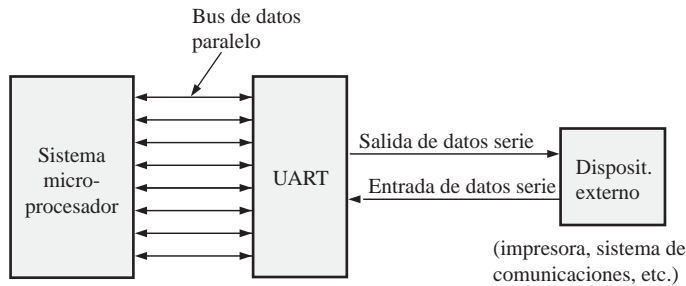 Bus de datos
paralelo
Sistema
micro-
procesador
UART
Salida de datos serie
Entrada de datos serie
Disposit.
externo
(impresora, sistema de
comunicaciones, etc.)